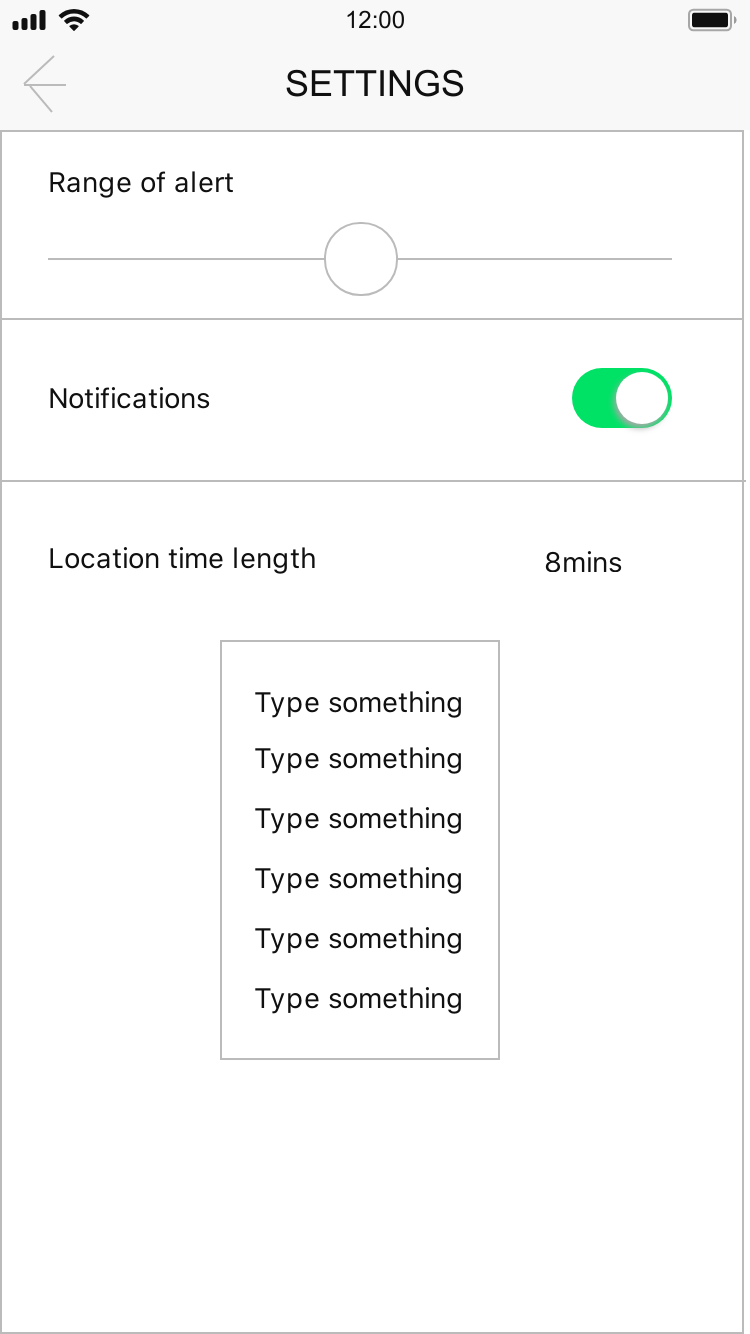 12:00
SETTINGS
Range of alert
Notifications
Location time length
8mins
Type something
Type something
Type something
Type something
Type something
Type something